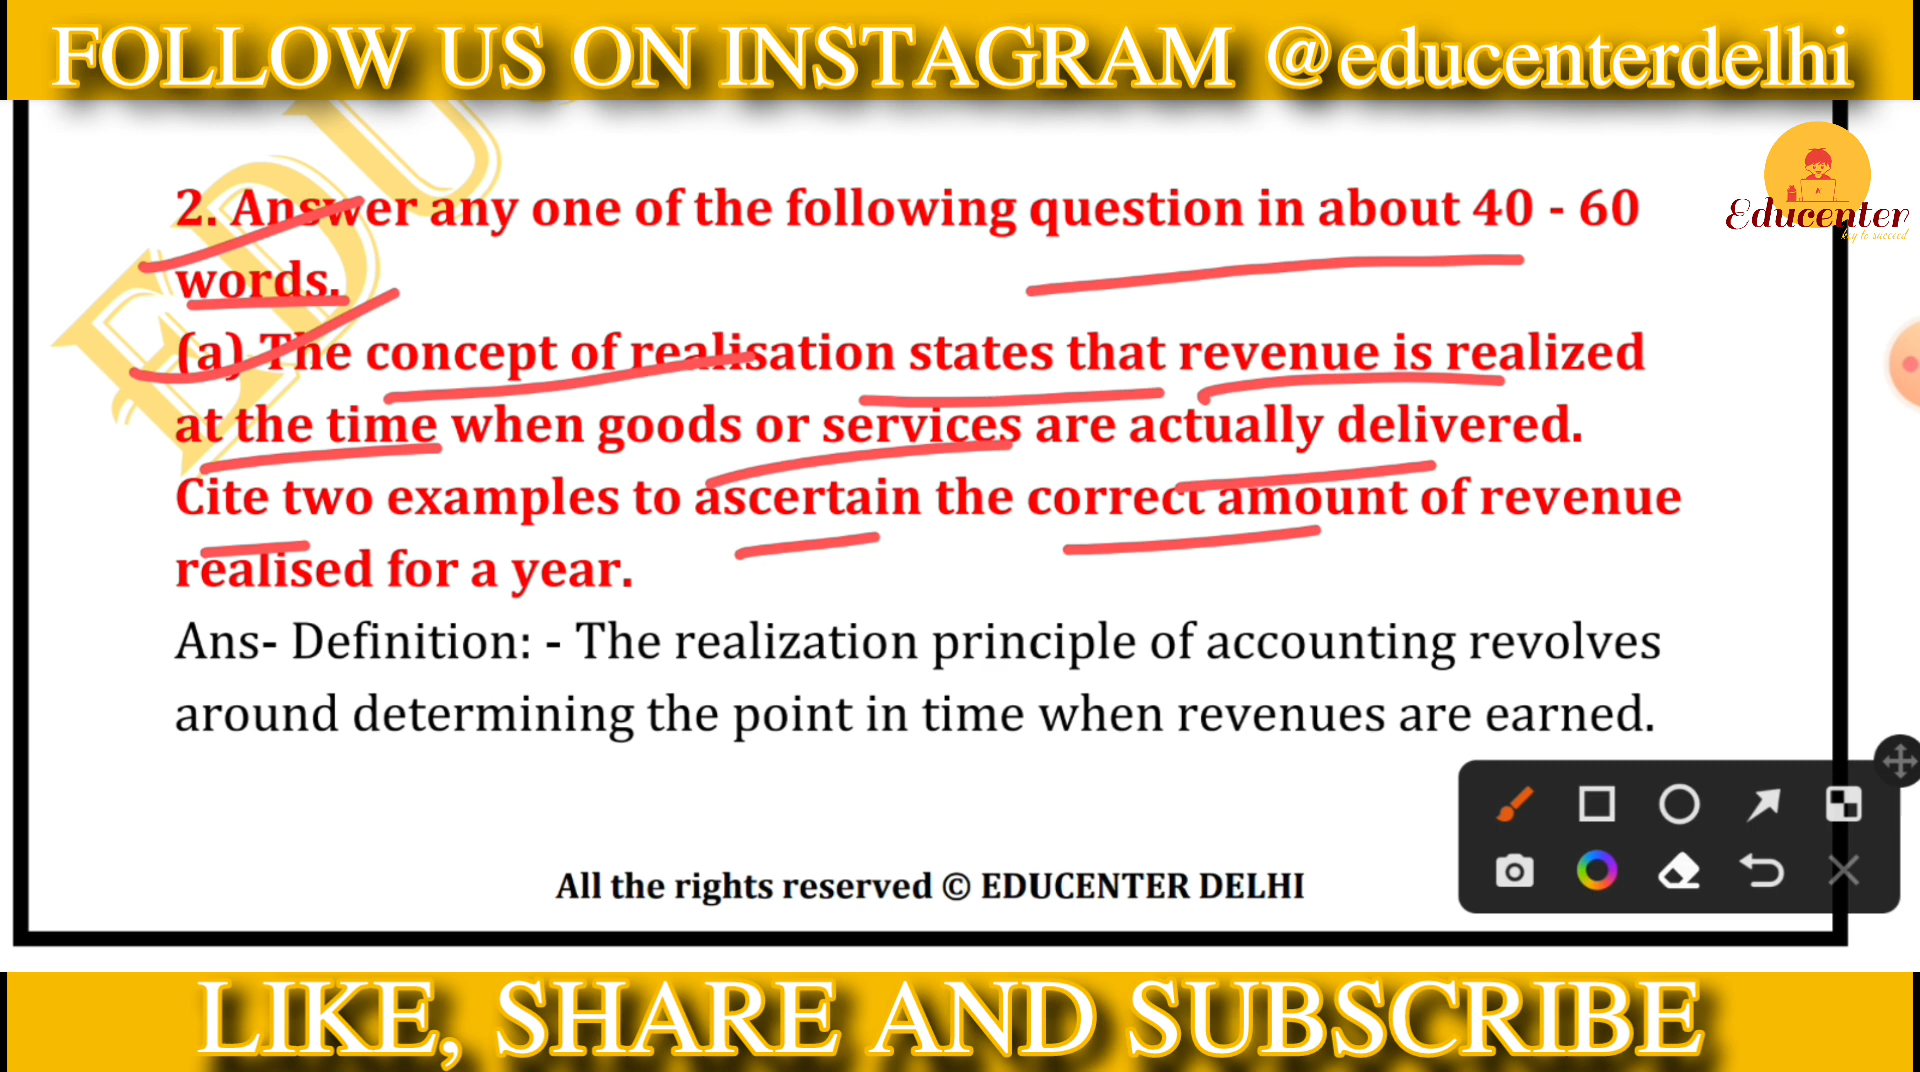 FOLLOW US ON INSTAGRAM @educenterdelhi
EDU
Educenter
key to succeed
2. Answer any one of the following question in about 40 - 60
words.
(a) The concept of realisation states that revenue is realized
at the time when goods or services are actually delivered.
Cite two examples to ascertain the correct amount of revenue
realised for a year.
Ans- Definition: - The realization principle of accounting revolves
around determining the point in time when revenues are earned.
All the rights reserved © EDUCENTER DELHI
LIKE, SHARE AND SUBSCRIBE